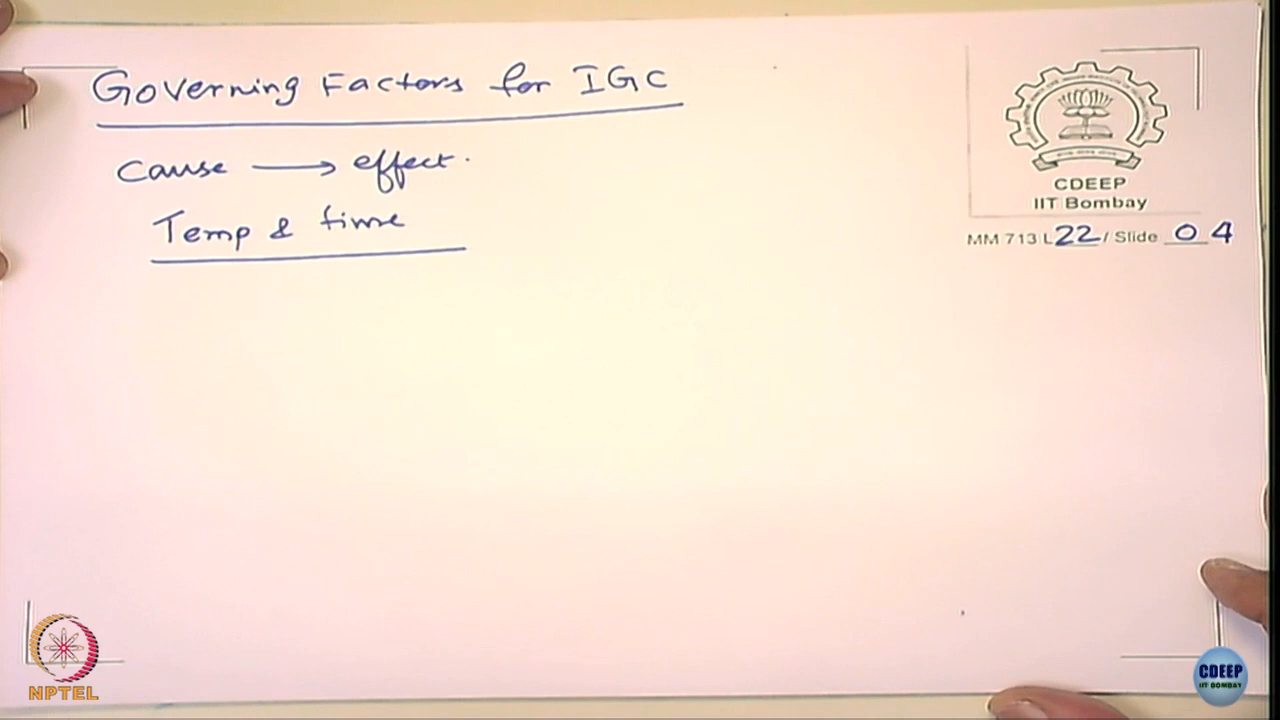 Governing Factors for IGC
Cause → effect.
Temp & time
CDEEP
IIT Bombay
MM 713 L 22 / Slide 04
NPTEL
CDEEP
IIT BOMBAY